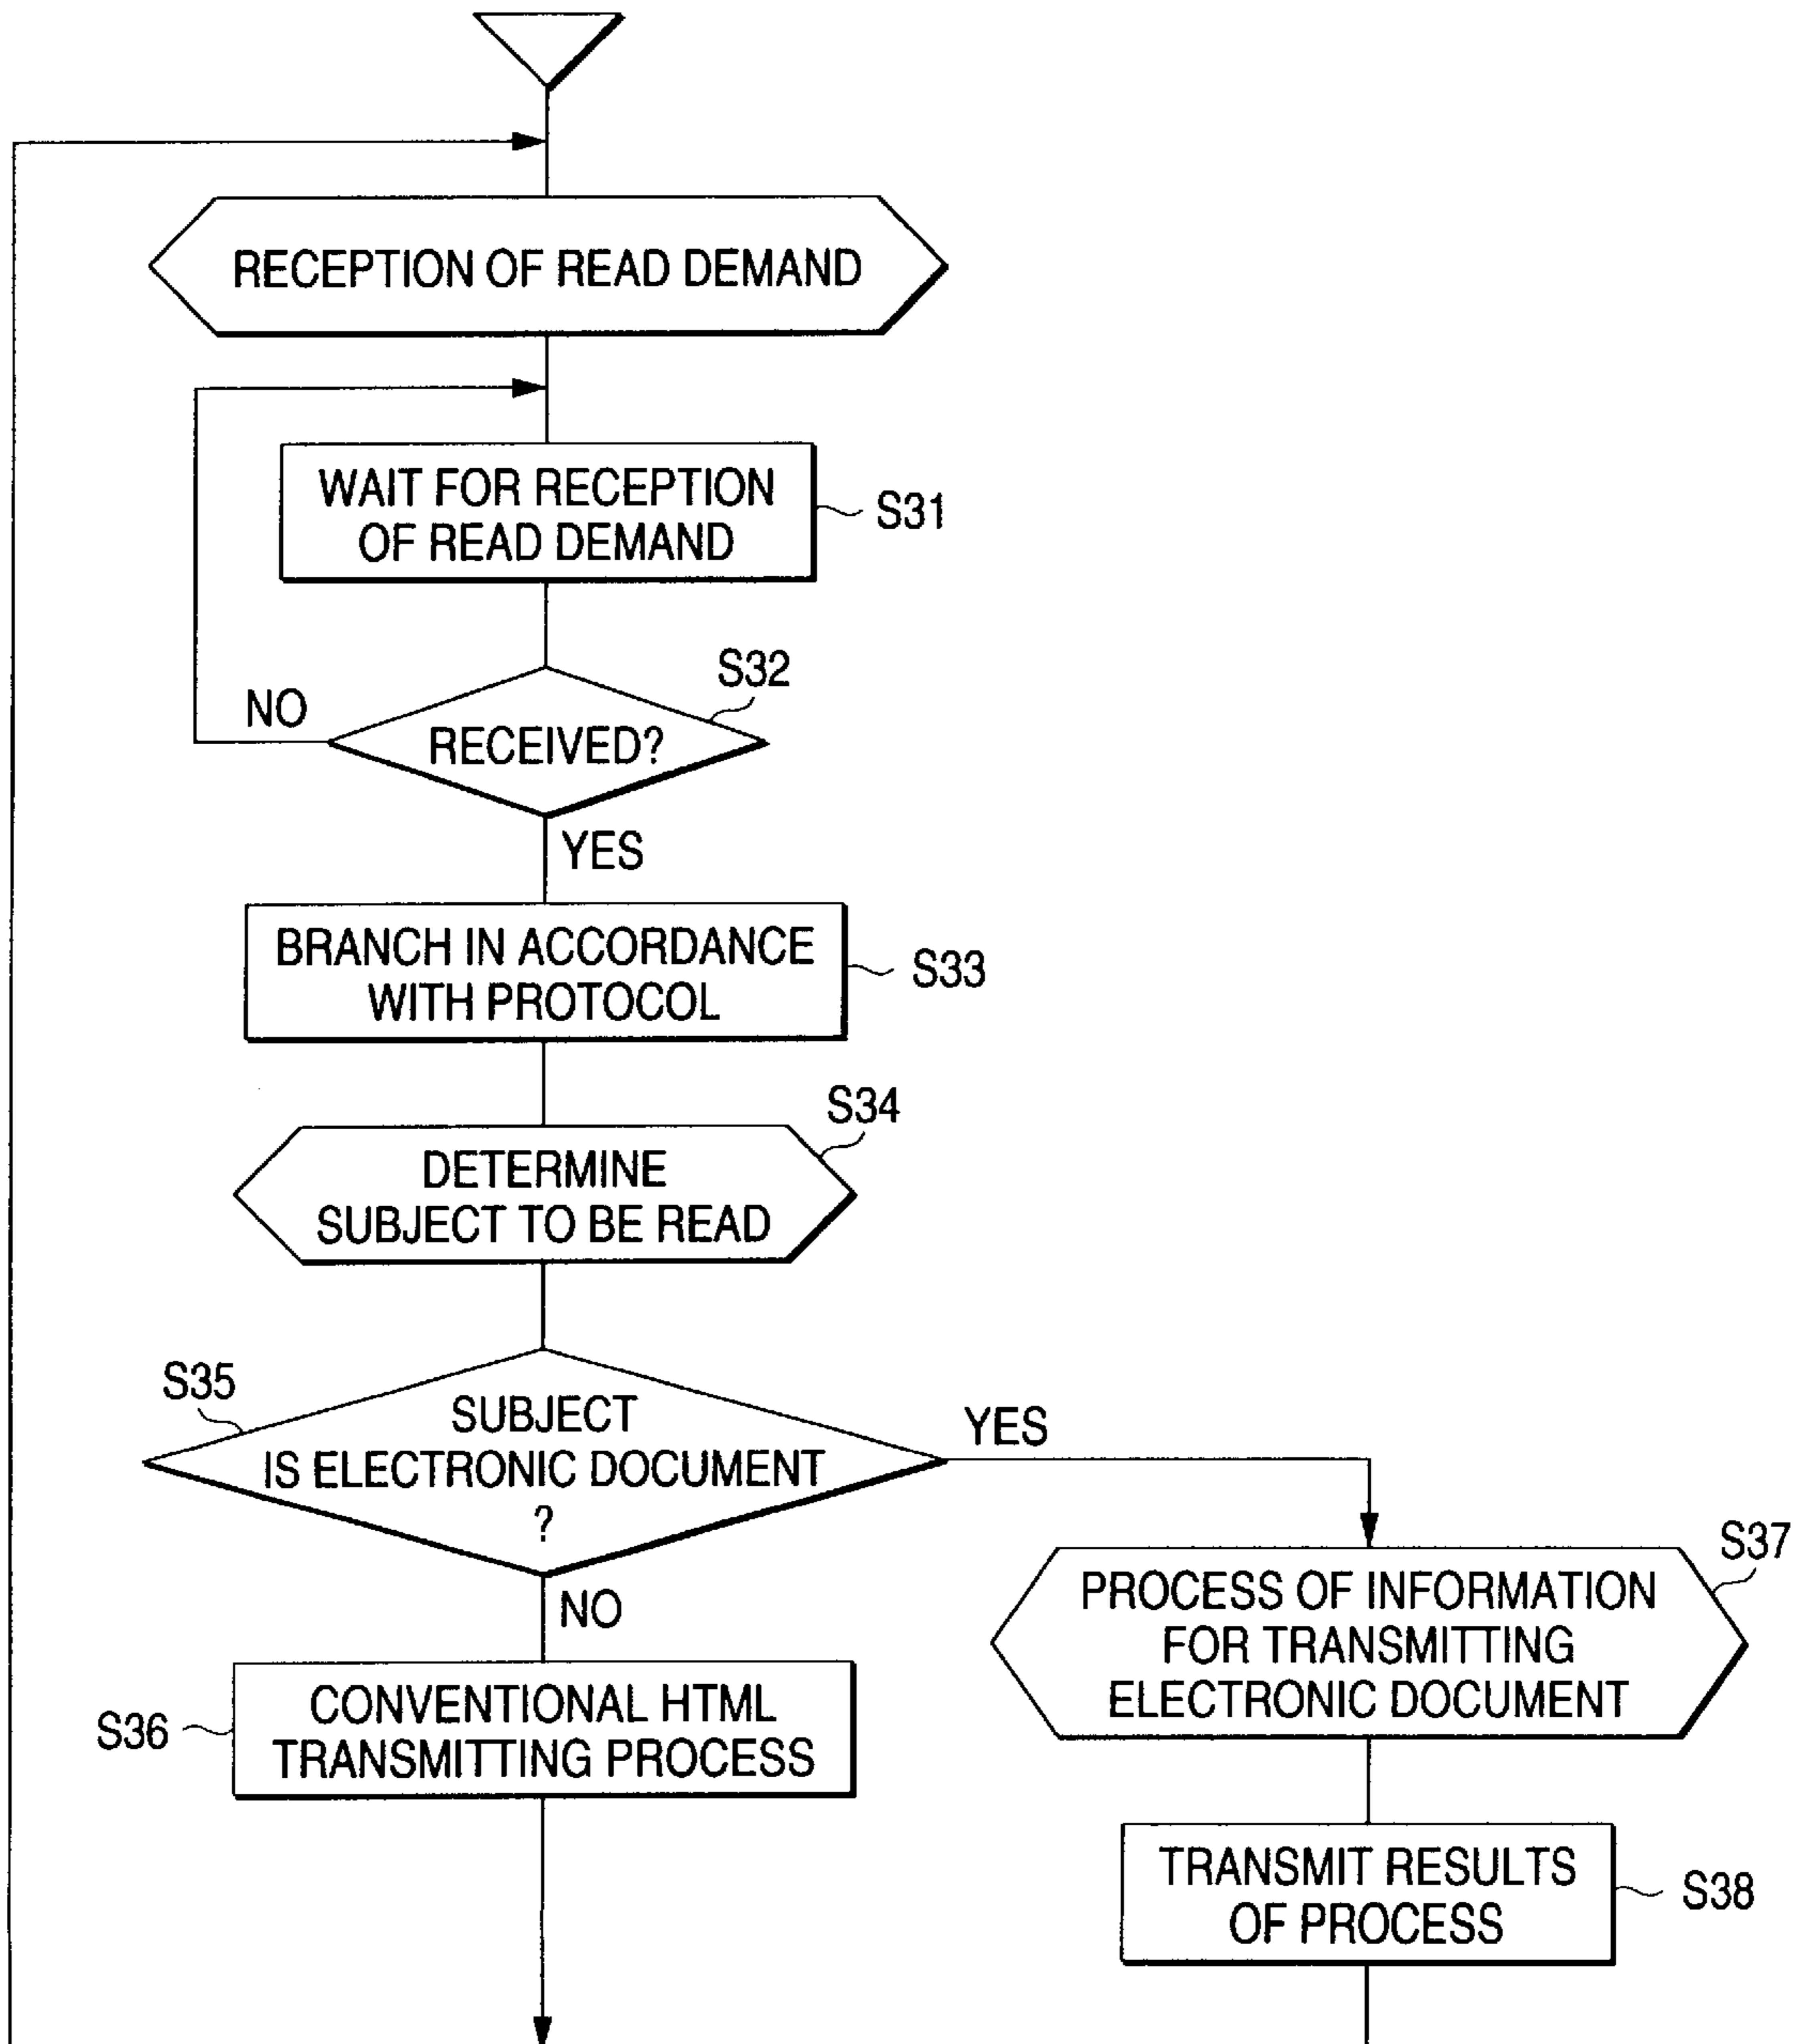 RECEPTION OF READ DEMAND
WAIT FOR RECEPTION
OF READ DEMAND
S31
S32
NO
RECEIVED?
YES
BRANCH IN ACCORDANCE
WITH PROTOCOL
S33
S34
DETERMINE
SUBJECT TO BE READ
S35
SUBJECT
IS ELECTRONIC DOCUMENT
?
YES
NO
S37
PROCESS OF INFORMATION
FOR TRANSMITTING
ELECTRONIC DOCUMENT
S36
CONVENTIONAL HTML
TRANSMITTING PROCESS
TRANSMIT RESULTS
OF PROCESS
S38